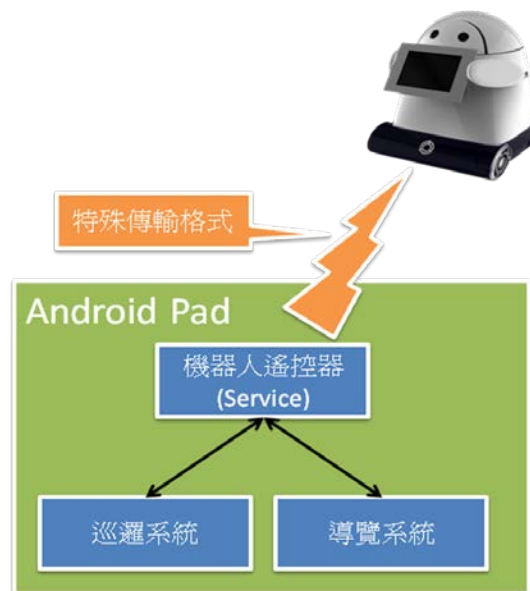 特殊傳輸格式
Android Pad
機器人遙控器
(Service)
巡邏系統
導覽系統